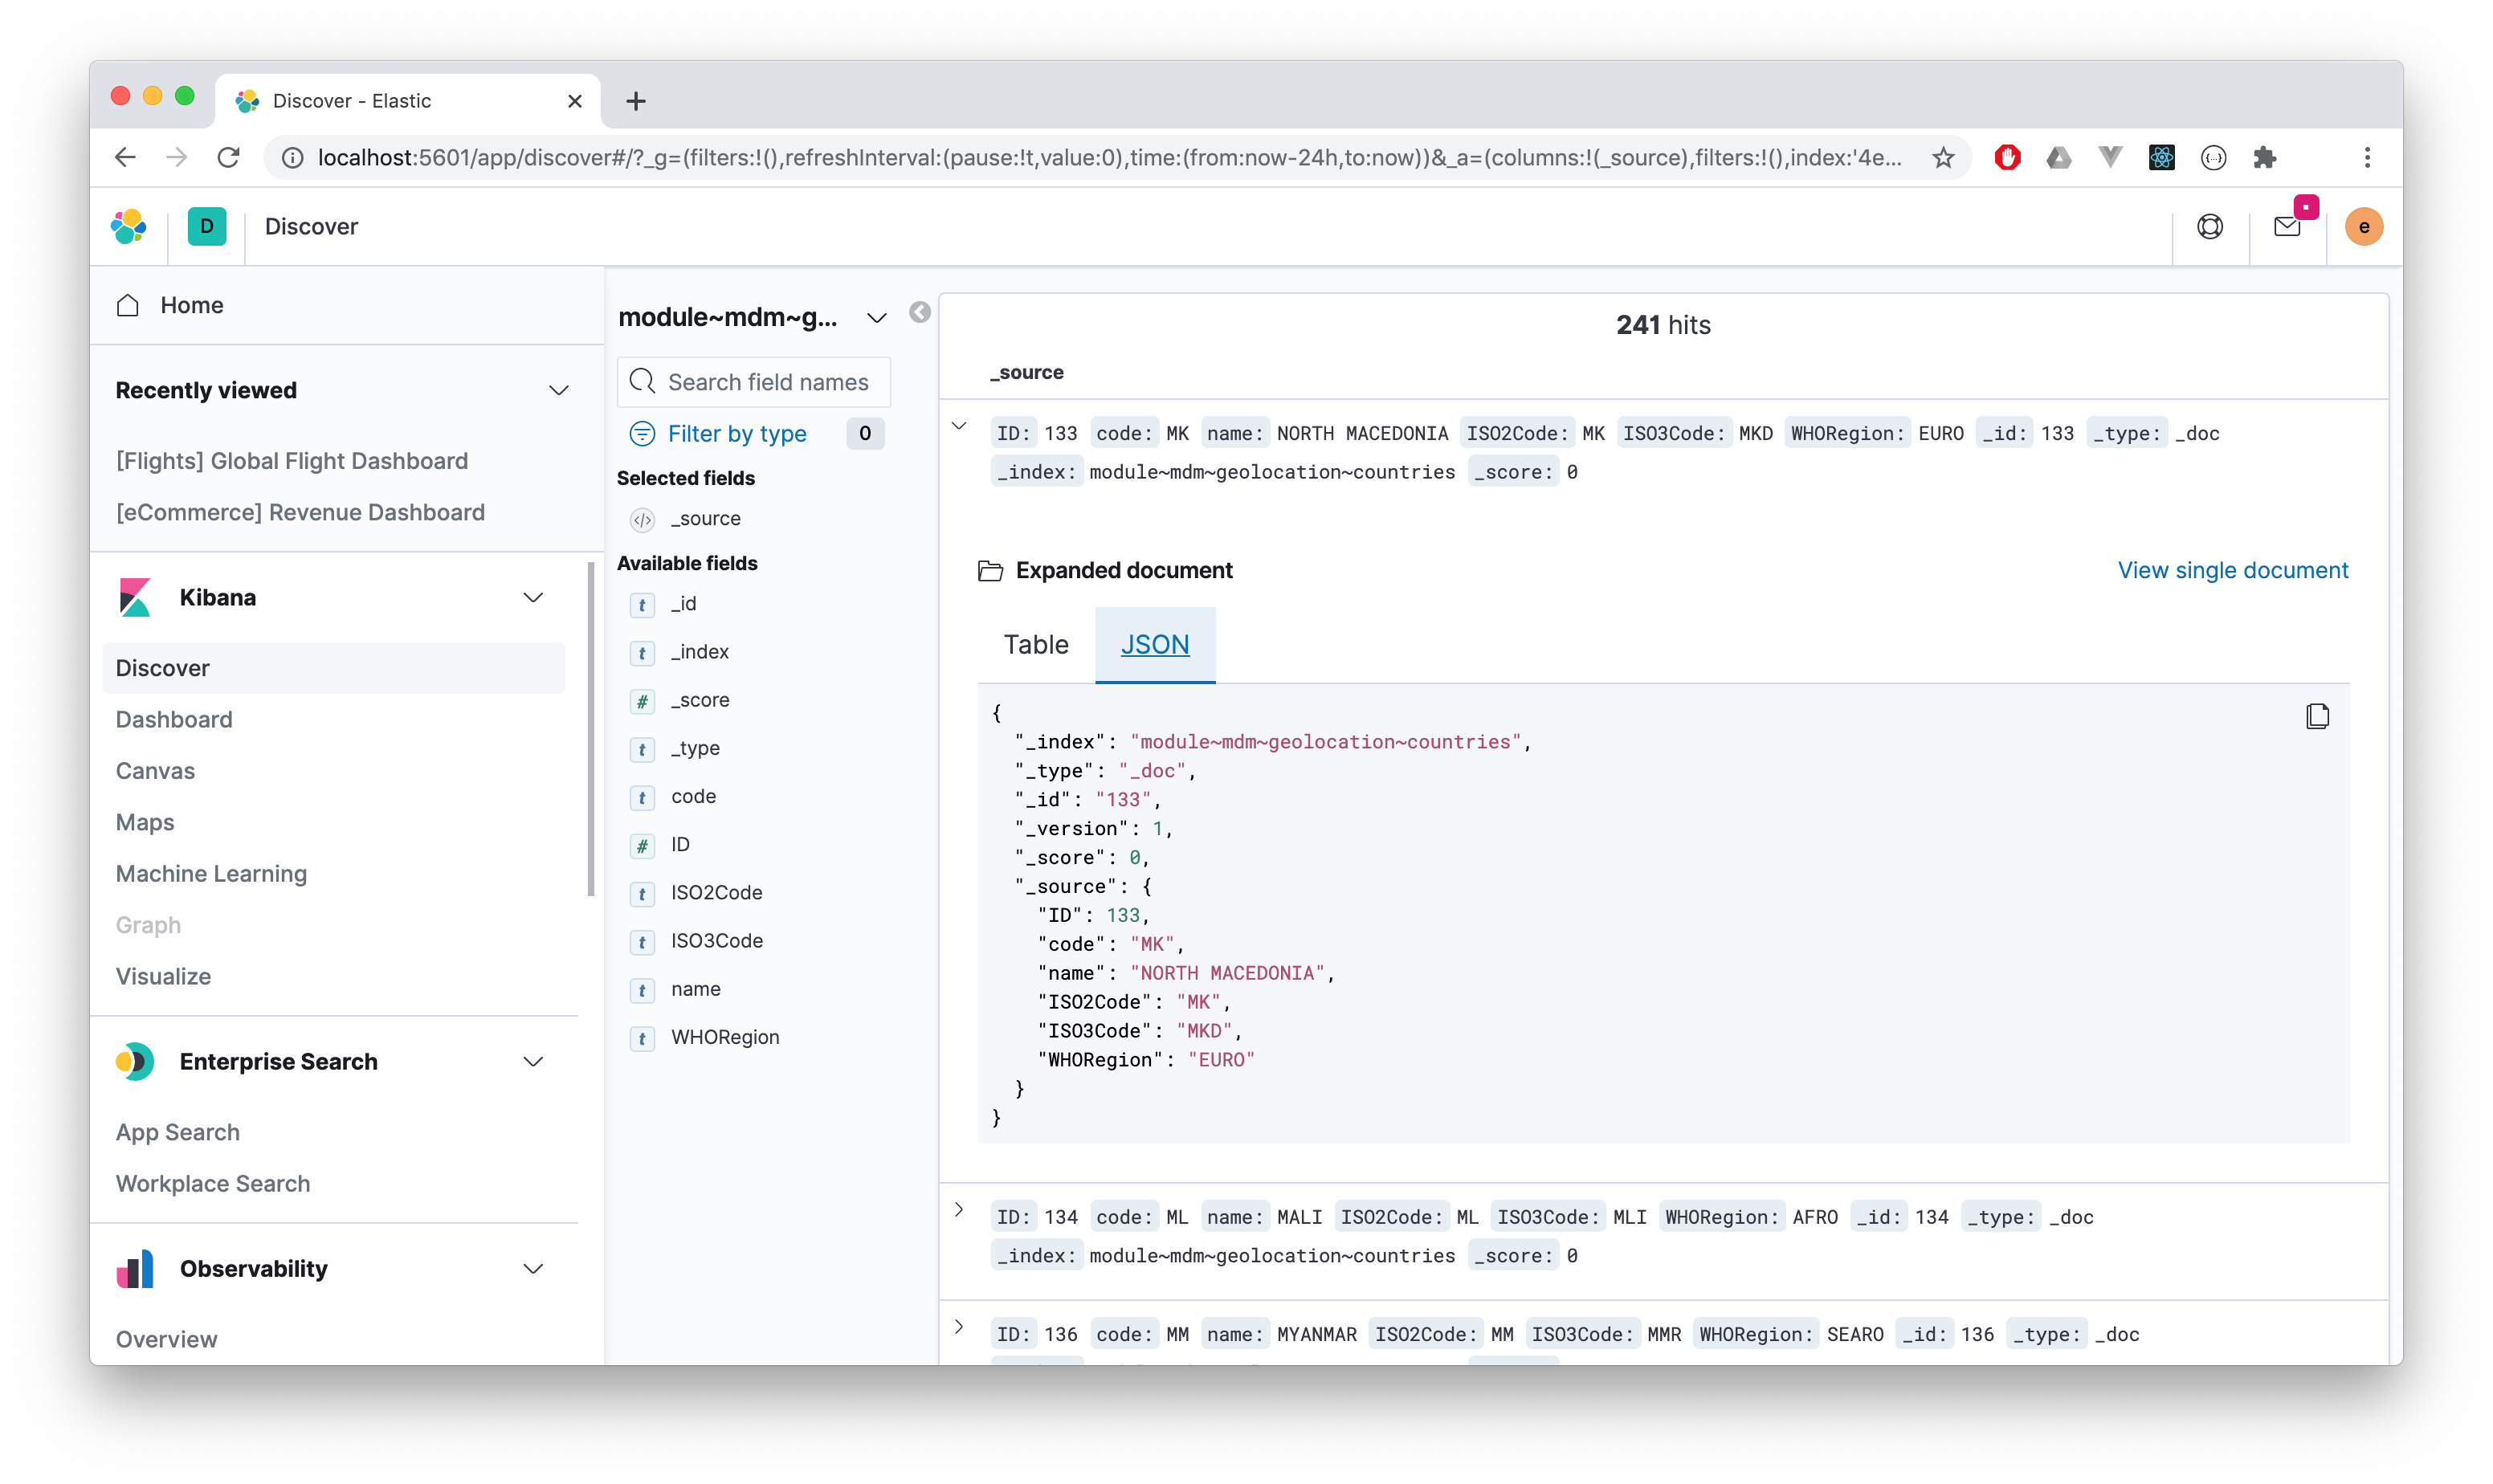 Discover - Elastic
localhost:5601/app/discover#/?_g=(filters:!(),refreshInterval:(pause:!t,value:0),time:(from:now-24h,to:now))&_a=(columns:!(_source),filters:!(),index:'4e...
D Discover e
Home
Recently viewed
[Flights] Global Flight Dashboard
[eCommerce] Revenue Dashboard
Kibana
Discover
Dashboard
Canvas
Maps
Machine Learning
Graph
Visualize
Enterprise Search
App Search
Workplace Search
Observability
Overview
module~mdm~g...
Search field names
Filter by type 0
Selected fields
</> _source
Available fields
t _id
t _index
# _score
t _type
t code
# ID
t ISO2Code
t ISO3Code
t name
t WHORegion
241 hits
_source
ID: 133 code: MK name: NORTH MACEDONIA ISO2Code: MK ISO3Code: MKD WHORegion: EURO _id: 133 _type: _doc
_index: module~mdm~geolocation~countries _score: 0
Expanded document View single document
Table JSON
{
"_index": "module~mdm~geolocation~countries",
"_type": "_doc",
"_id": "133",
"_version": 1,
"_score": 0,
"_source": {
"ID": 133,
"code": "MK",
"name": "NORTH MACEDONIA",
"ISO2Code": "MK",
"ISO3Code": "MKD",
"WHORegion": "EURO"
}
}
ID: 134 code: ML name: MALI ISO2Code: ML ISO3Code: MLI WHORegion: AFRO _id: 134 _type: _doc
_index: module~mdm~geolocation~countries _score: 0
ID: 136 code: MM name: MYANMAR ISO2Code: MM ISO3Code: MMR WHORegion: SEARO _id: 136 _type: _doc